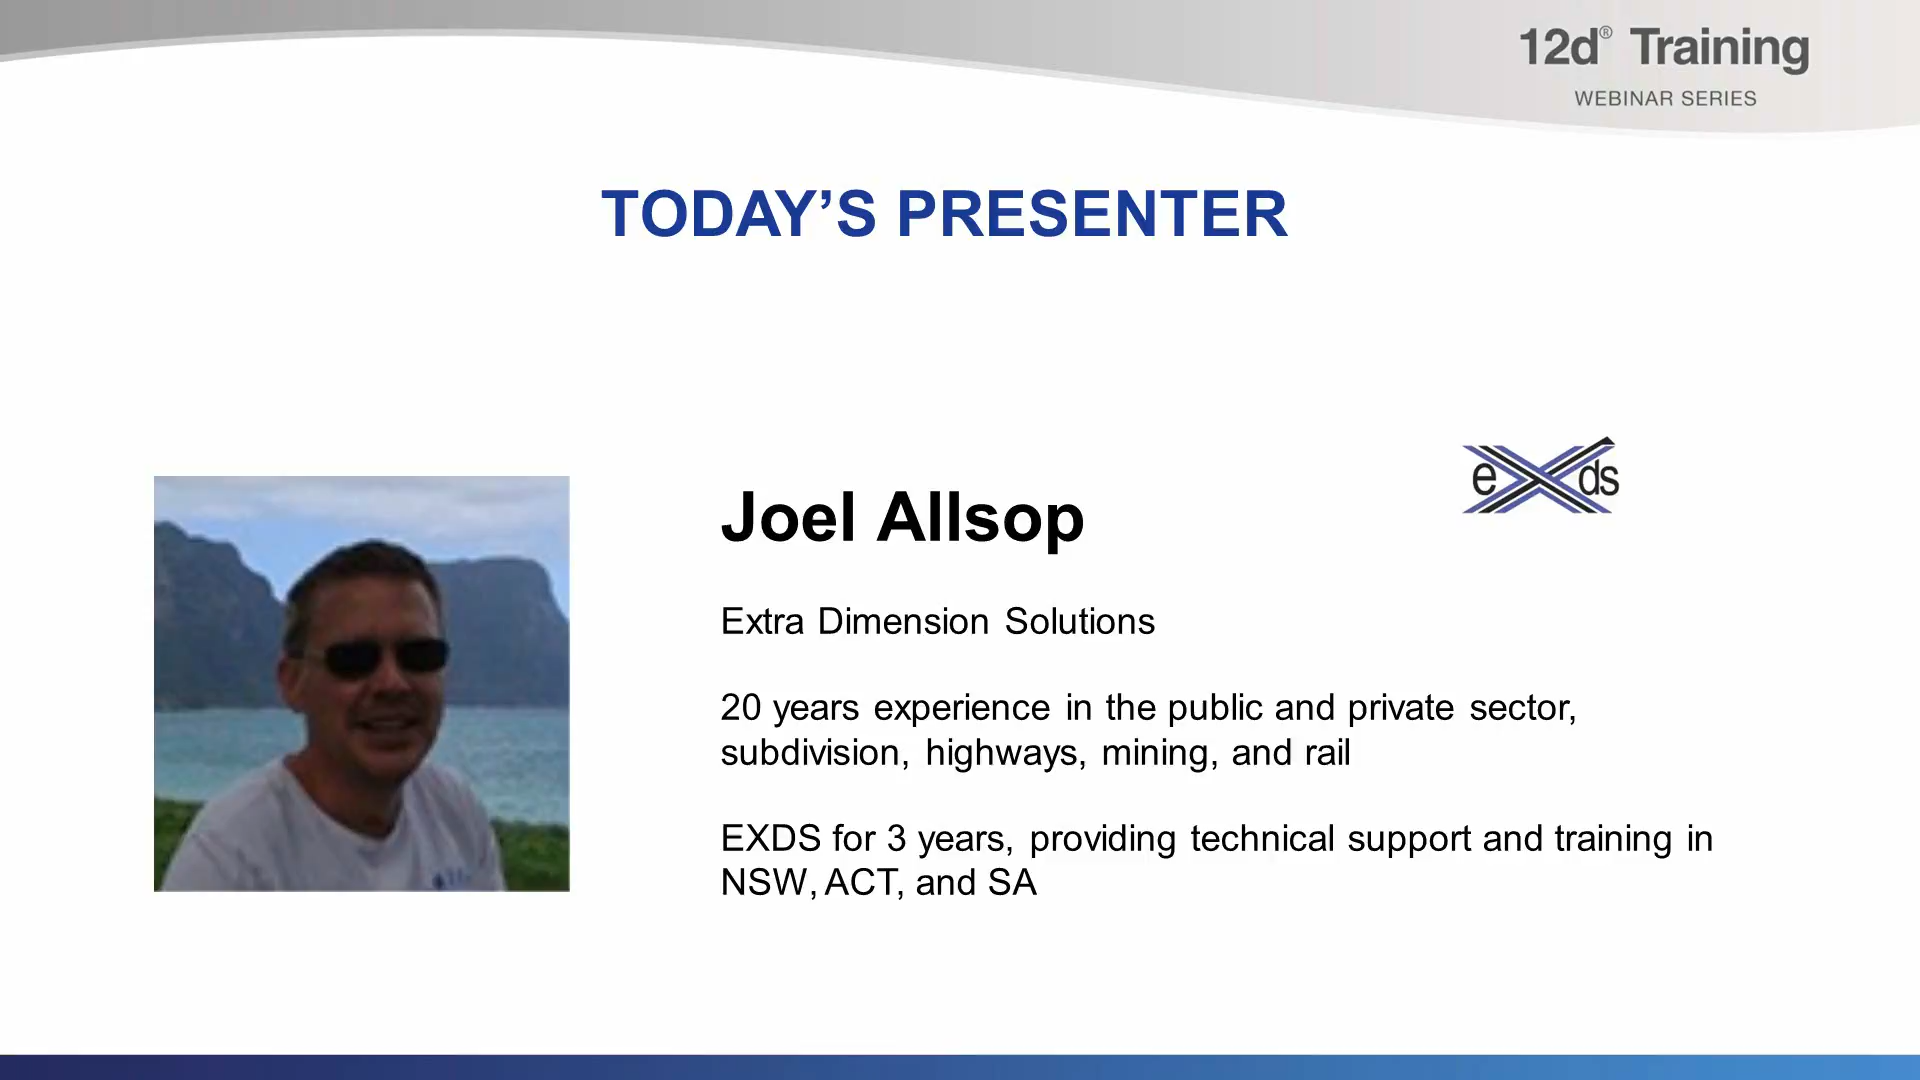 12d® Training
WEBINAR SERIES
TODAY’S PRESENTER
exds
Joel Allsop
Extra Dimension Solutions
20 years experience in the public and private sector,
subdivision, highways, mining, and rail
EXDS for 3 years, providing technical support and training in
NSW, ACT, and SA